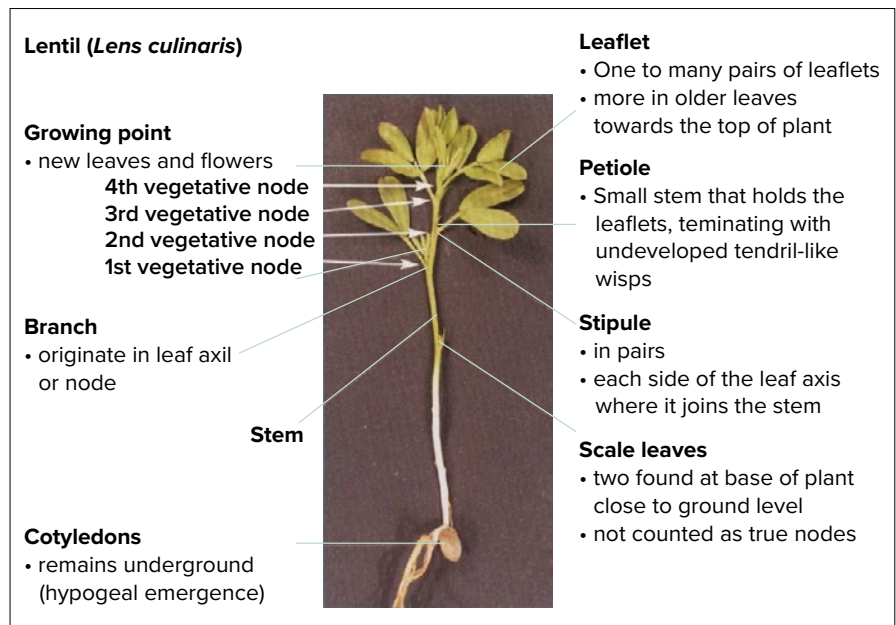 Lentil (Lens culinaris)
Growing point
• new leaves and flowers
4th vegetative node
3rd vegetative node
2nd vegetative node
1st vegetative node
Branch
• originate in leaf axil
or node
Stem
Cotyledons
• remains underground
(hypogeal emergence)
Leaflet
• One to many pairs of leaflets
• more in older leaves
towards the top of plant
Petiole
• Small stem that holds the
leaflets, teminating with
undeveloped tendril-like
wisps
Stipule
• in pairs
• each side of the leaf axis
where it joins the stem
Scale leaves
• two found at base of plant
close to ground level
• not counted as true nodes